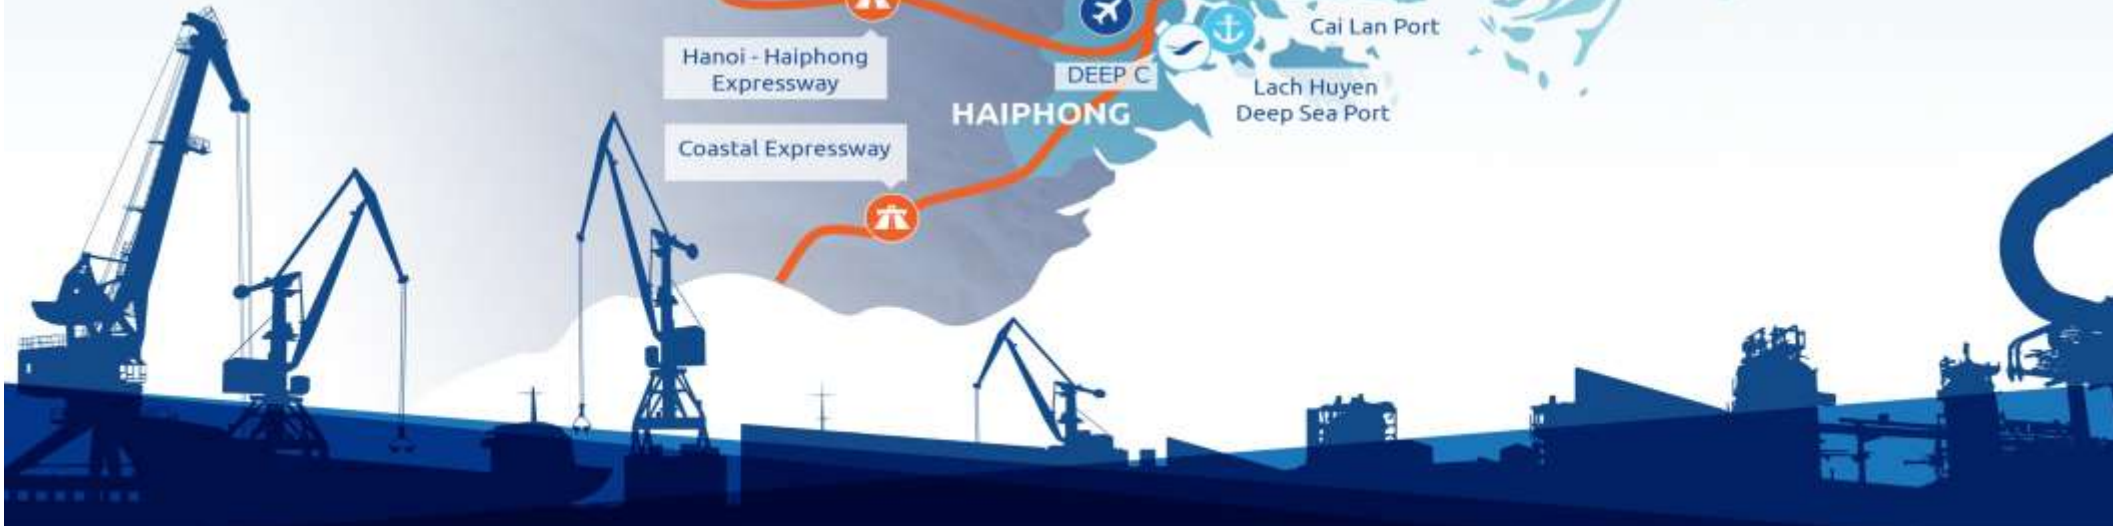 Cai Lan Port
Hanoi - Haiphong
Expressway
DEEP C
Lach Huyen
Deep Sea Port
HAIPHONG
Coastal Expressway